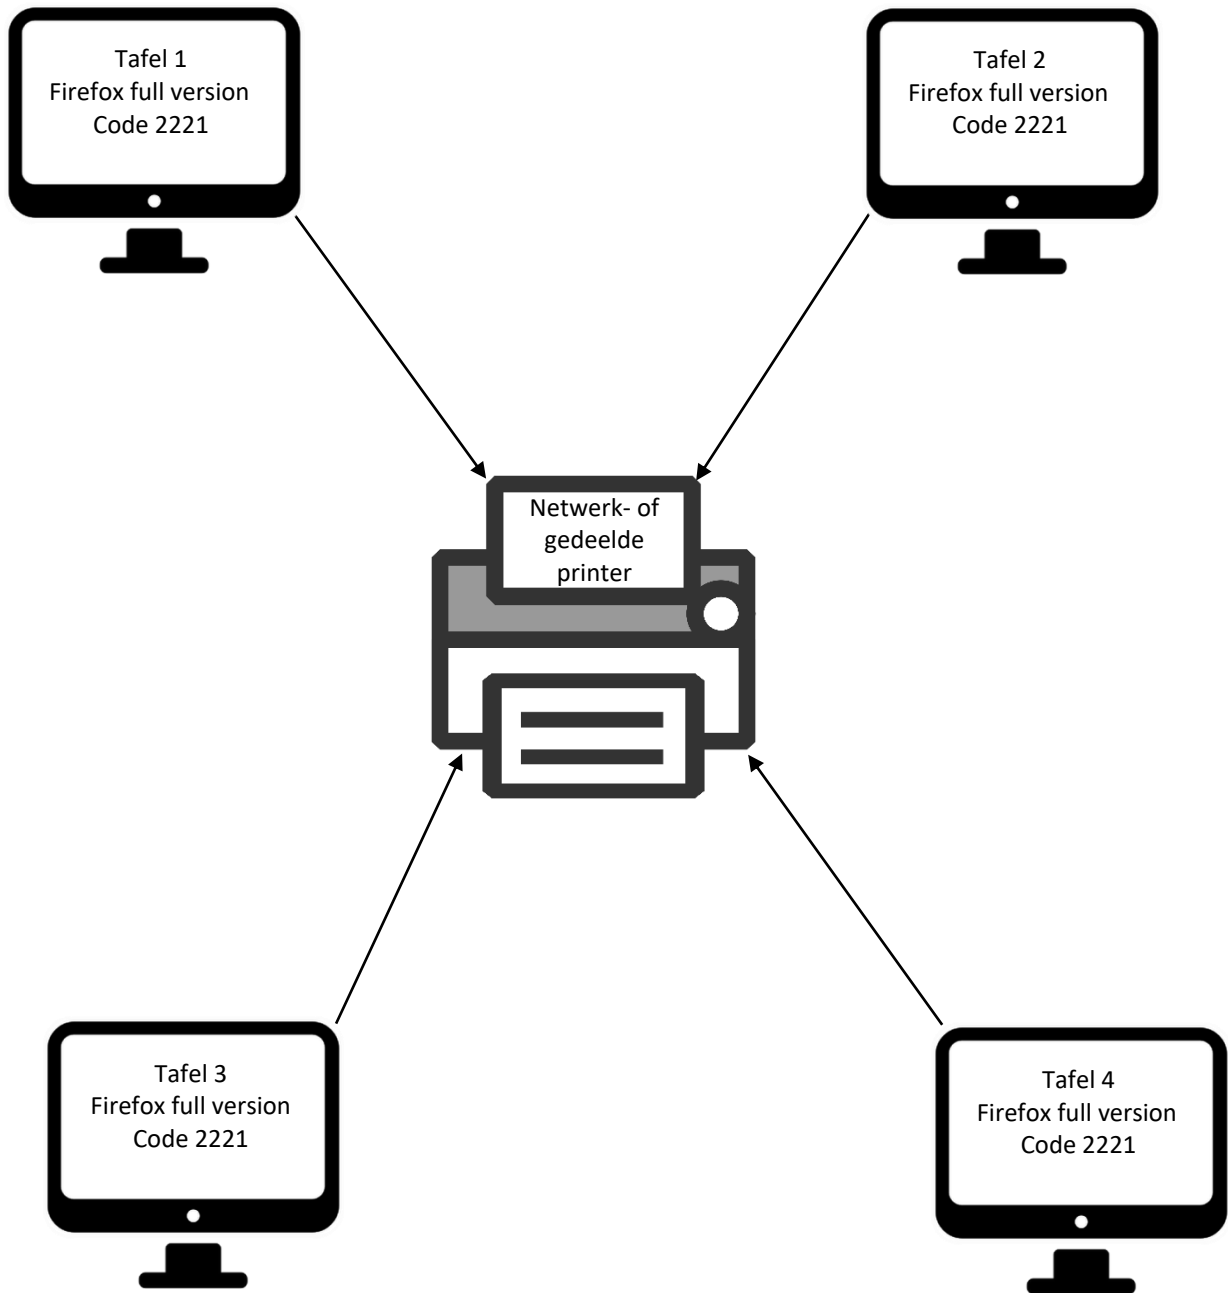 Tafel 1
Firefox full version
Code 2221
Tafel 2
Firefox full version
Code 2221
Netwerk- of
gedeelde
printer
Tafel 3
Firefox full version
Code 2221
Tafel 4
Firefox full version
Code 2221